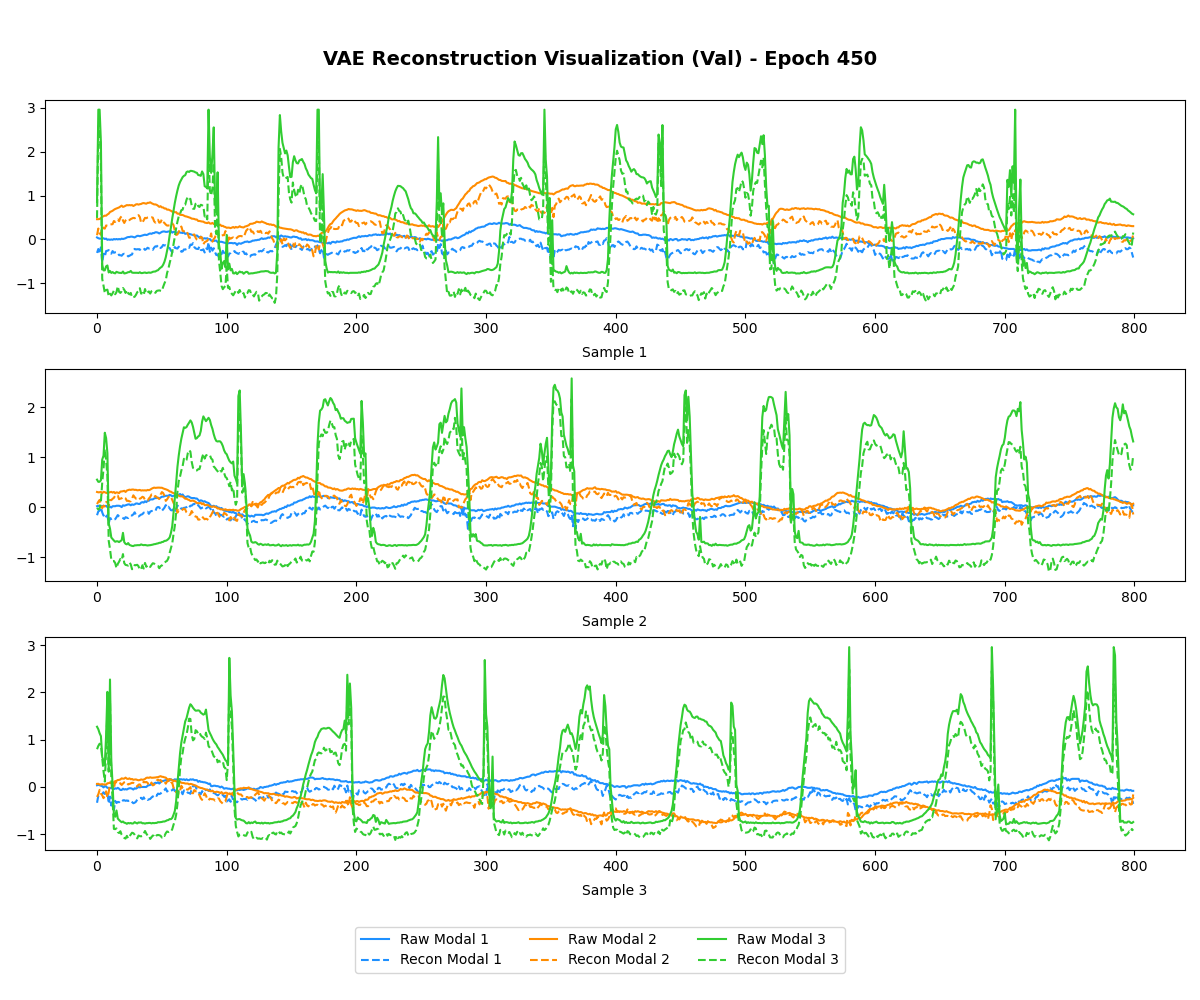 VAE Reconstruction Visualization (Val) - Epoch 450
3
2
1
0
−1
0 100 200 300 400 500 600 700 800
Sample 1
2
1
0
−1
0 100 200 300 400 500 600 700 800
Sample 2
3
2
1
0
−1
0 100 200 300 400 500 600 700 800
Sample 3
Raw Modal 1 Raw Modal 2 Raw Modal 3
Recon Modal 1 Recon Modal 2 Recon Modal 3